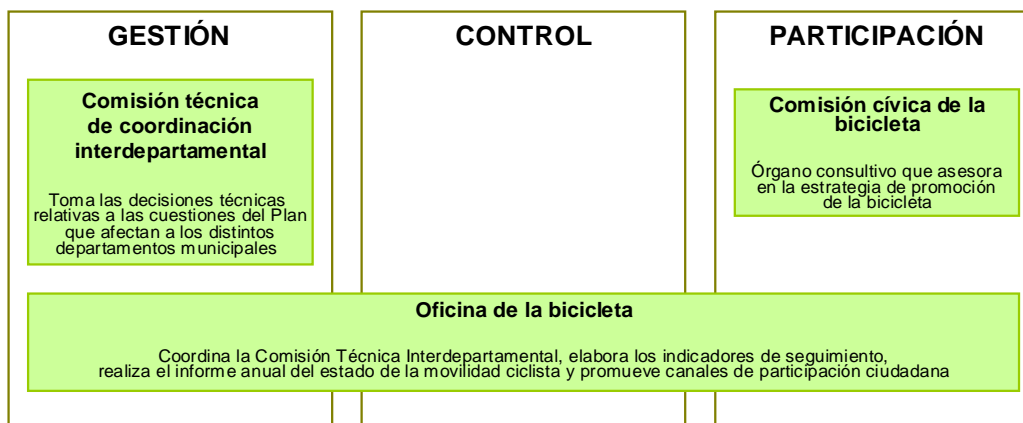 GESTIÓN
CONTROL
PARTICIPACIÓN
Comisión técnica
de coordinación
interdepartamental
Toma las decisiones técnicas
relativas a las cuestiones del Plan
que afectan a los distintos
departamentos municipales
Comisión cívica de la
bicicleta
Órgano consultivo que asesora
en la estrategia de promoción
de la bicicleta
Oficina de la bicicleta
Coordina la Comisión Técnica Interdepartamental, elabora los indicadores de seguimiento,
realiza el informe anual del estado de la movilidad ciclista y promueve canales de participación ciudadana